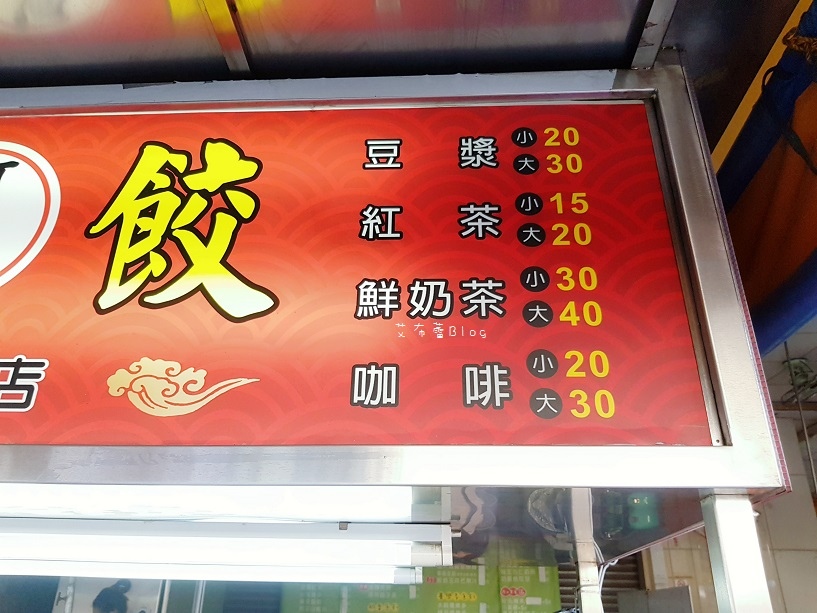 餃
店
豆漿 小 20
大 30
紅茶 小 15
大 20
鮮奶茶 小 30
大 40
艾布蕾Blog
咖啡 小 20
大 30